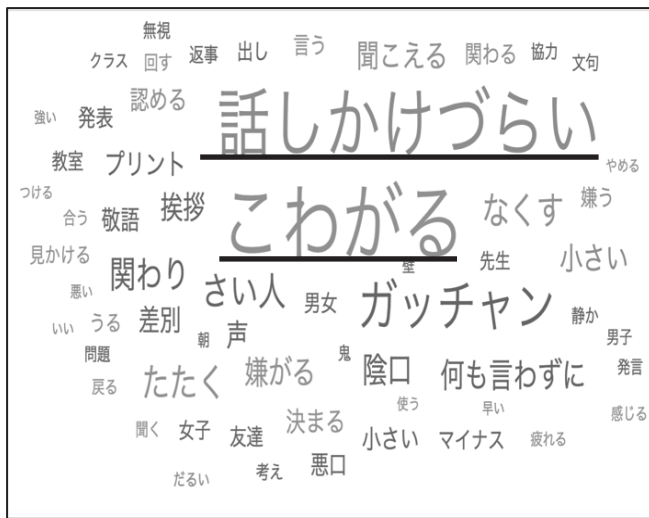 無視
クラス 回す 返事 出し 言う 聞こえる 関わる 協力 文句
強い 発表 認める 話しかけづらい
教室 プリント やめる
つける 合う 敬語 挨拶 こわがる なくす 嫌う
見かける 関わり 壁 先生 小さい
悪い さい人 男女 ガッチャン 静か
いい うる 差別 朝 声 男子
問題 鬼 陰口 何も言わずに 発言
戻る たたく 嫌がる 使う 早い 感じる
聞く 女子 友達 決まる 小さい マイナス 疲れる
だるい 考え 悪口